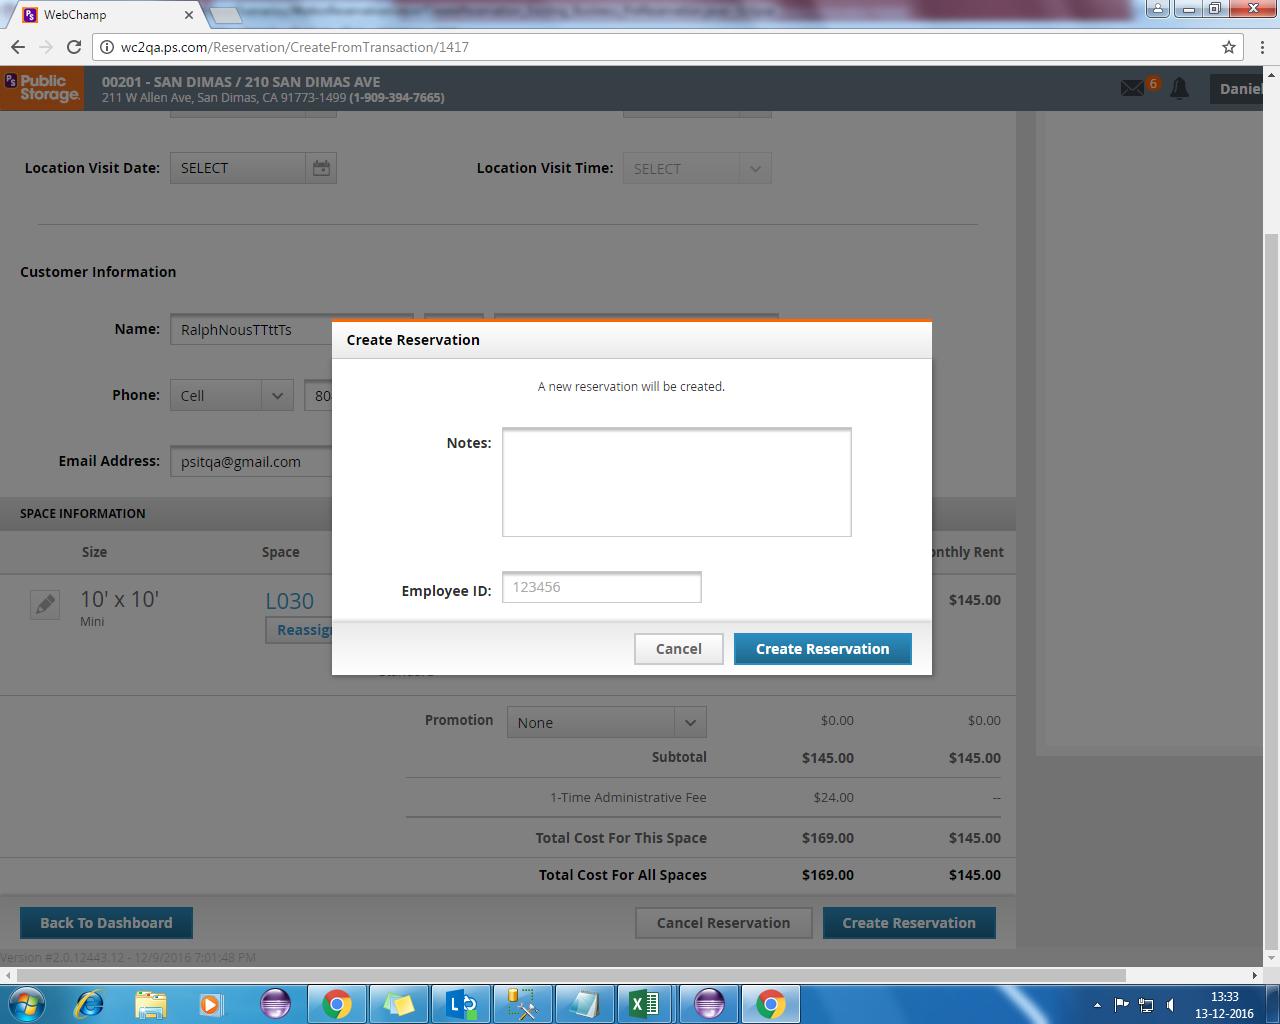 WebChamp
wc2qa.ps.com/Reservation/CreateFromTransaction/1417
PS Public Storage.
00201 - SAN DIMAS / 210 SAN DIMAS AVE
211 W Allen Ave, San Dimas, CA 91773-1499 (1-909-394-7665)
6
Daniel
Location Visit Date: SELECT Location Visit Time: SELECT
Customer Information
Name: RalphNousTTttTs
Phone: Cell 80
Email Address: psitqa@gmail.com
Create Reservation
A new reservation will be created.
Notes:
Employee ID: 123456
Cancel Create Reservation
SPACE INFORMATION
Size Space onthly Rent
10' x 10' L030 $145.00
Mini
Reassig
Promotion None $0.00 $0.00
Subtotal $145.00 $145.00
1-Time Administrative Fee $24.00 --
Total Cost For This Space $169.00 $145.00
Total Cost For All Spaces $169.00 $145.00
Back To Dashboard Cancel Reservation Create Reservation
Version #2.0.12443.12 - 12/9/2016 7:01:48 PM
13:33
13-12-2016